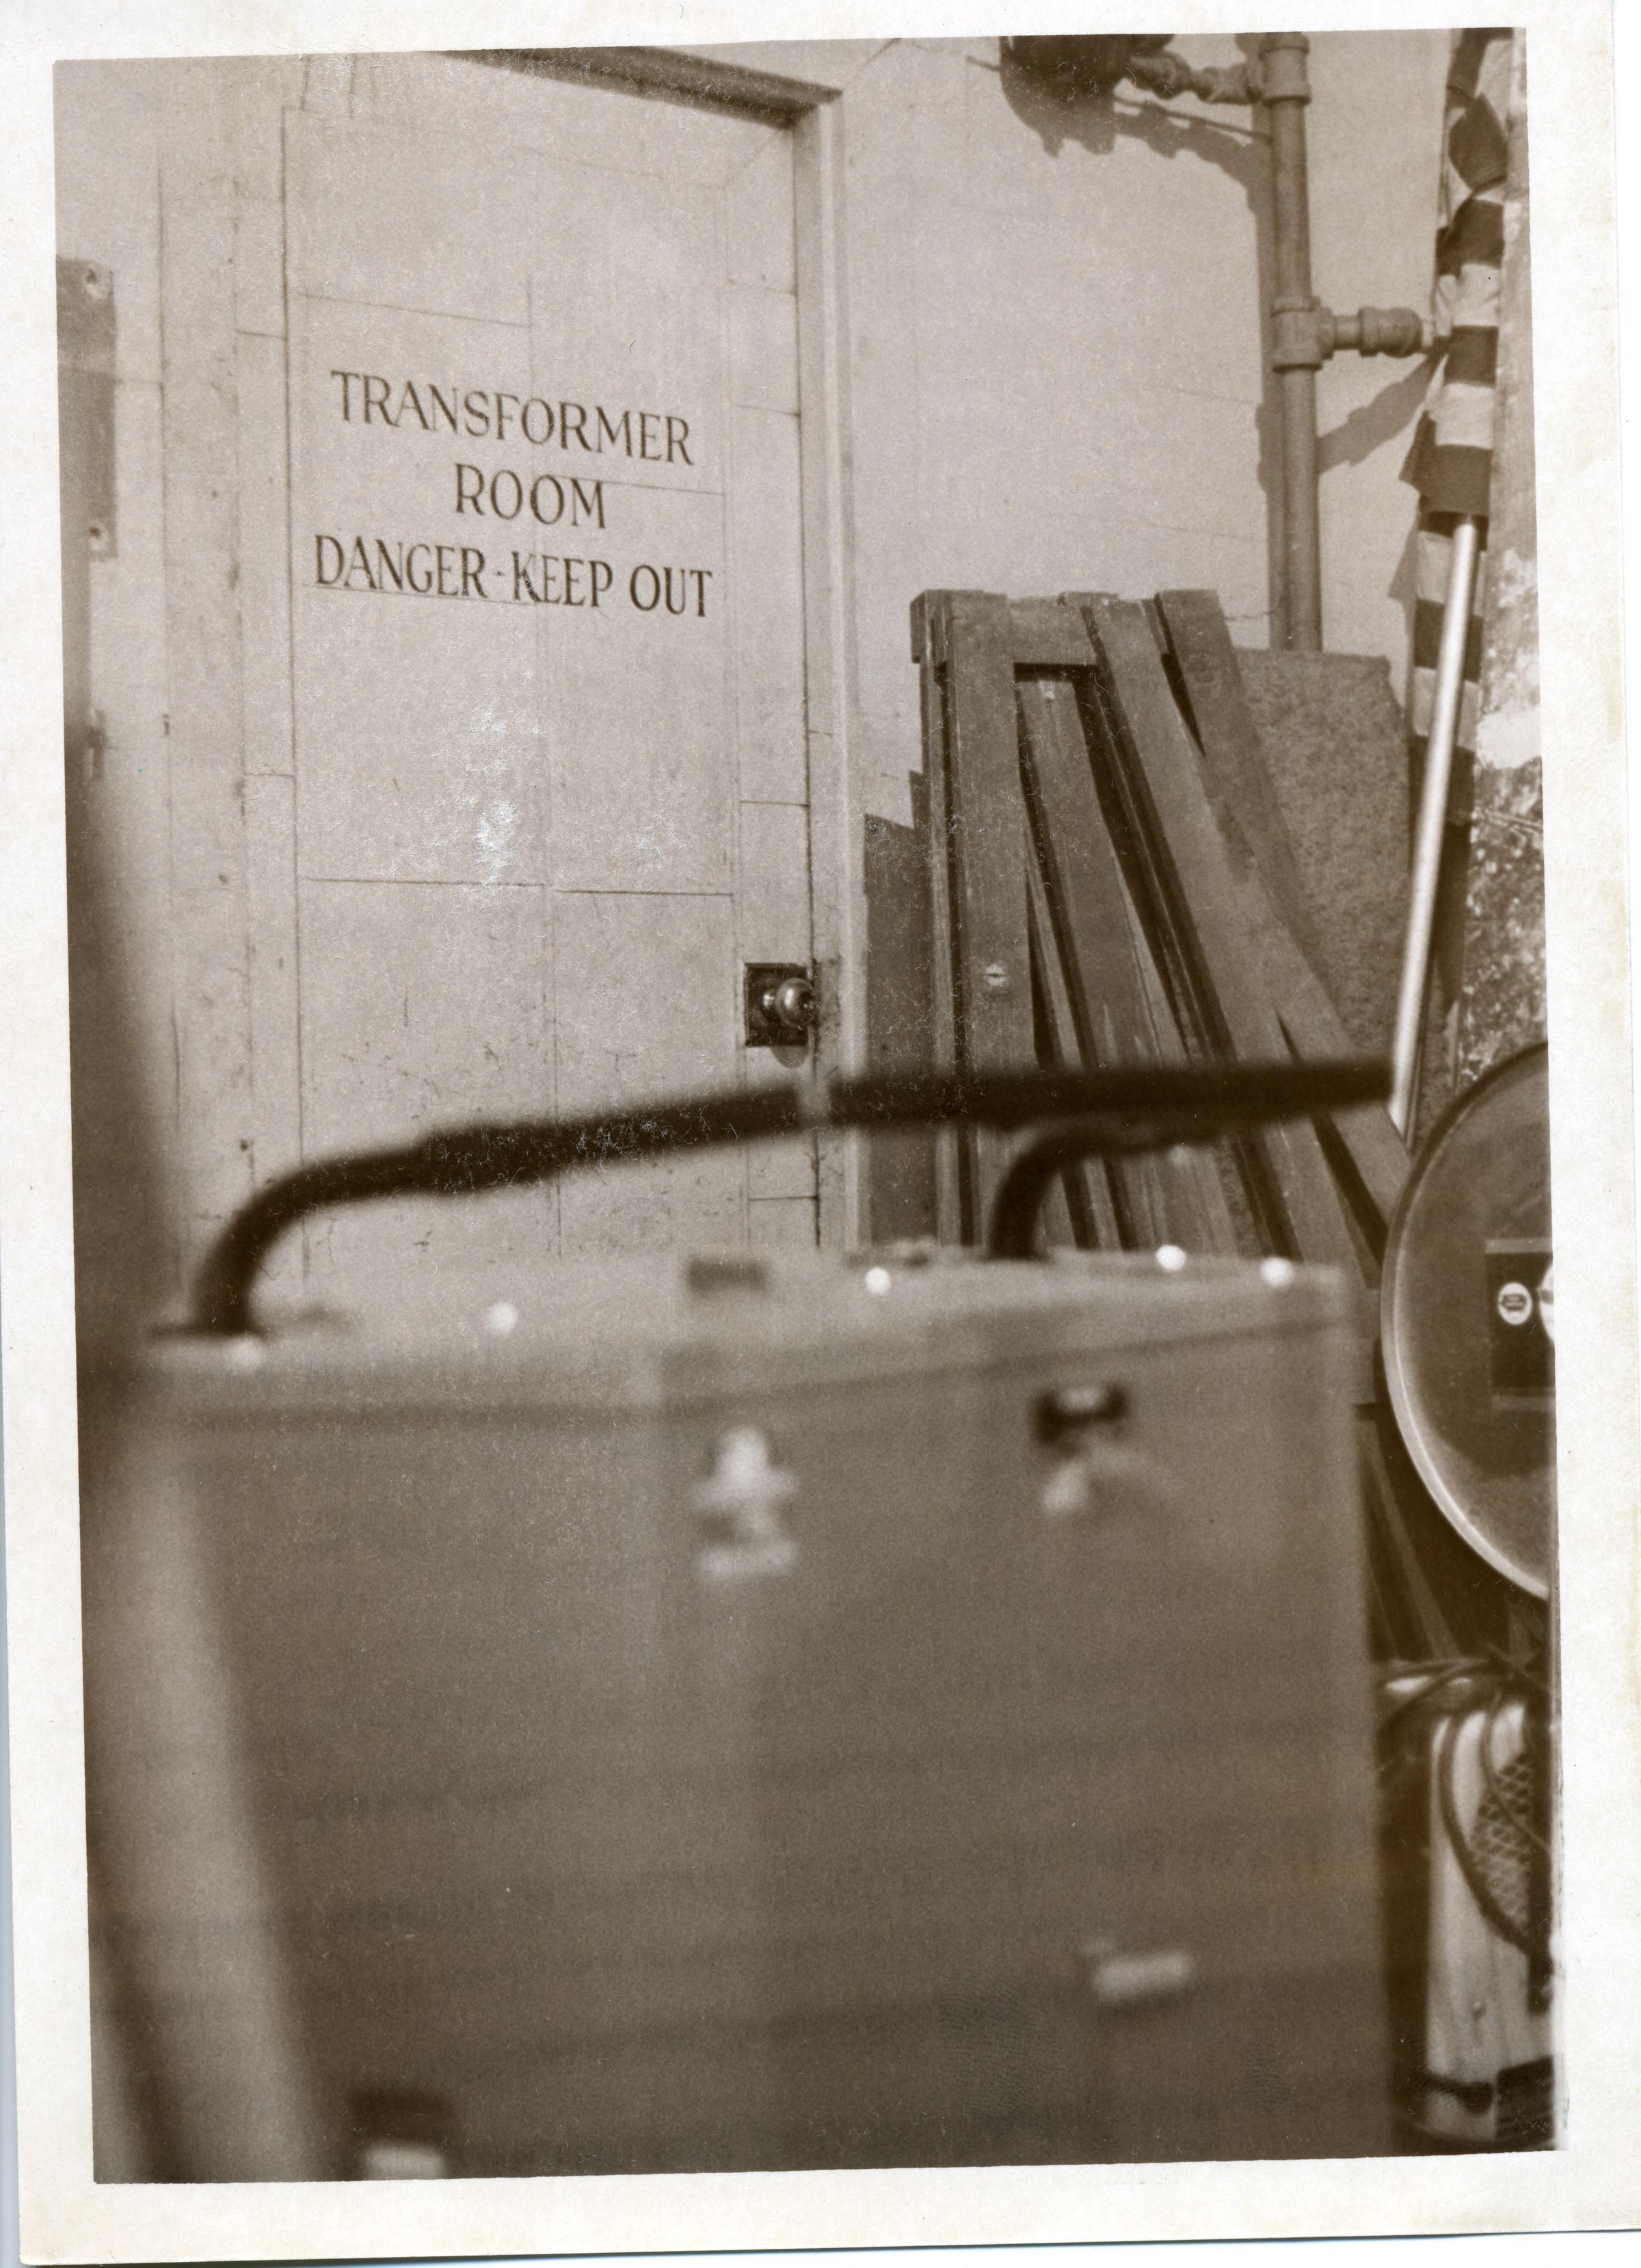 TRANSFORMER
ROOM
DANGER-KEEP OUT